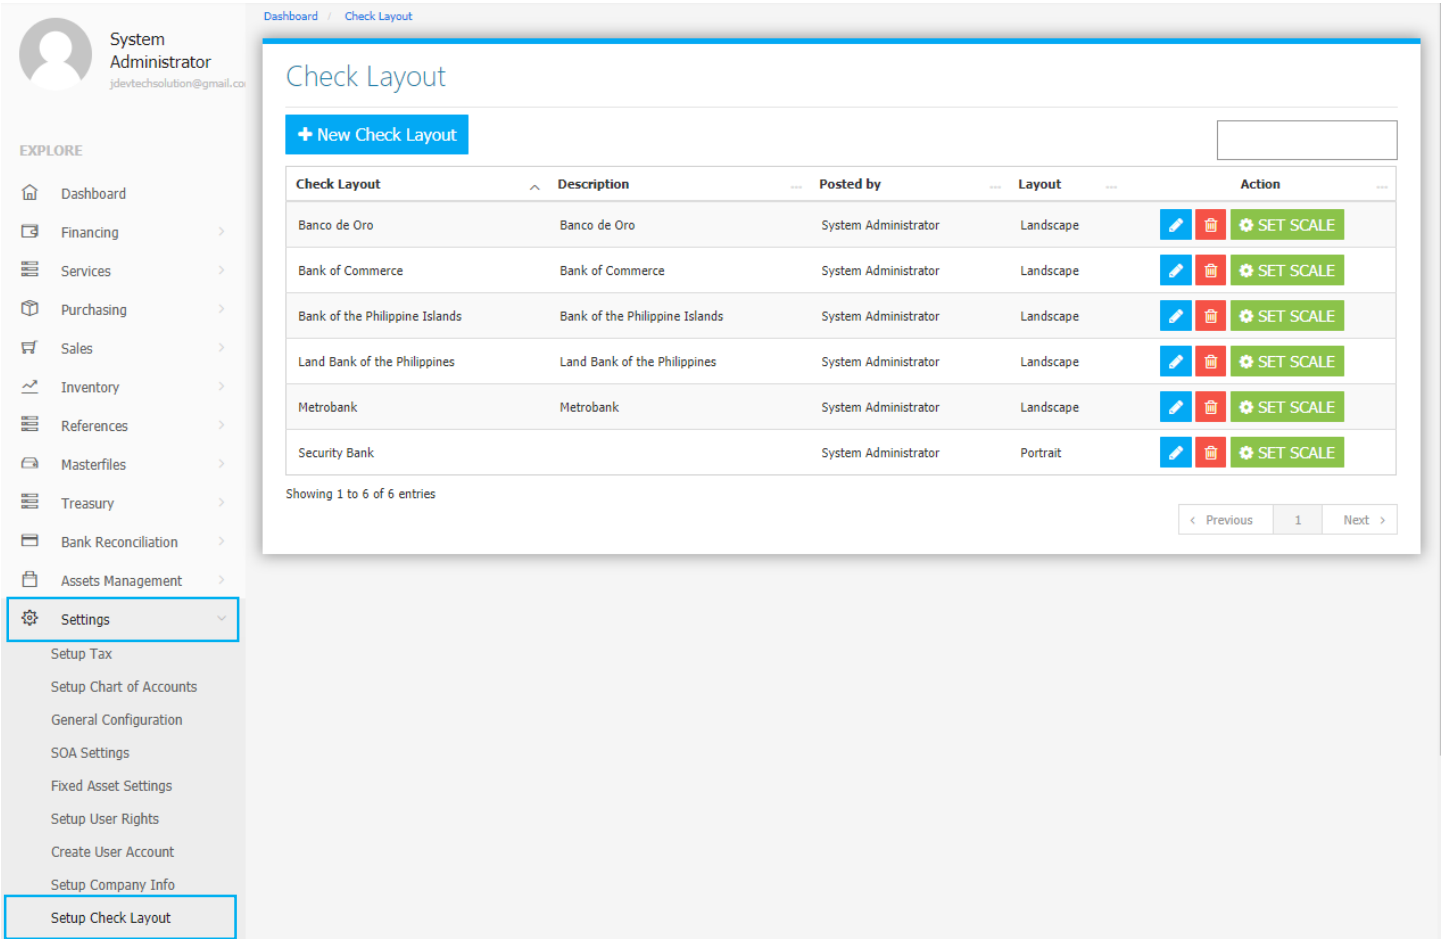 System
Administrator
jdevtechsolution@gmail.co
EXPLORE
Dashboard
Financing
Services
Purchasing
Sales
Inventory
References
Masterfiles
Treasury
Bank Reconciliation
Assets Management
Settings
Setup Tax
Setup Chart of Accounts
General Configuration
SOA Settings
Fixed Asset Settings
Setup User Rights
Create User Account
Setup Company Info
Setup Check Layout
Dashboard / Check Layout
Check Layout
+ New Check Layout
Check Layout Description Posted by Layout Action
Banco de Oro Banco de Oro System Administrator Landscape SET SCALE
Bank of Commerce Bank of Commerce System Administrator Landscape SET SCALE
Bank of the Philippine Islands Bank of the Philippine Islands System Administrator Landscape SET SCALE
Land Bank of the Philippines Land Bank of the Philippines System Administrator Landscape SET SCALE
Metrobank Metrobank System Administrator Landscape SET SCALE
Security Bank System Administrator Portrait SET SCALE
Showing 1 to 6 of 6 entries
< Previous 1 Next >